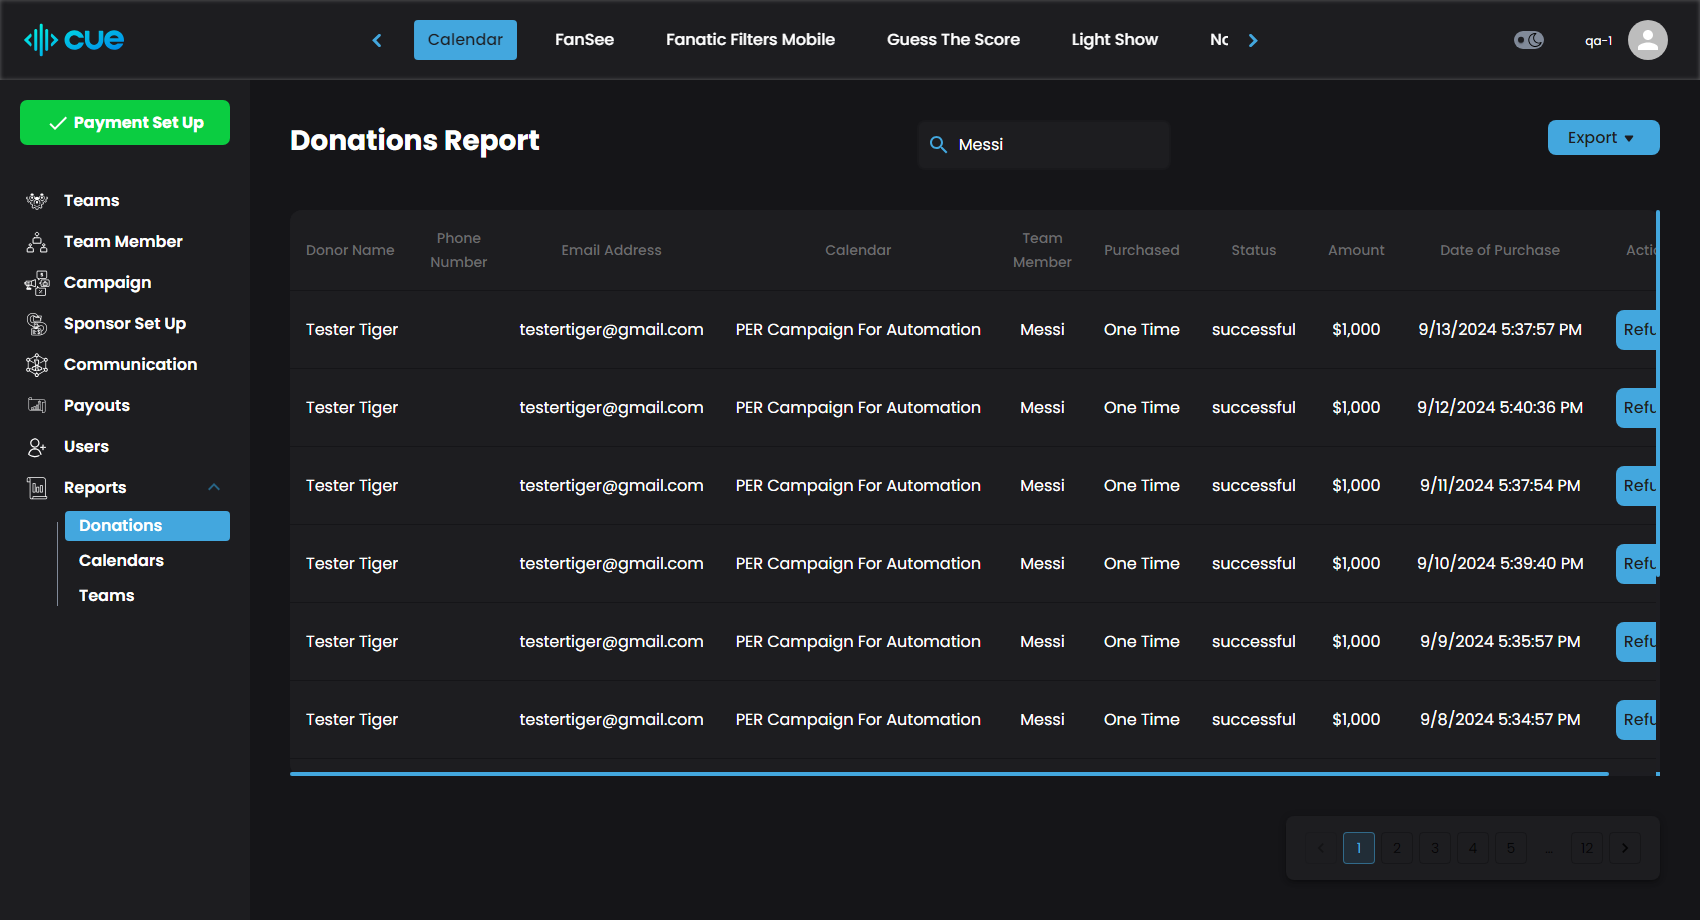 cue
Calendar FanSee Fanatic Filters Mobile Guess The Score Light Show
qa-1
Payment Set Up
Teams
Team Member
Campaign
Sponsor Set Up
Communication
Payouts
Users
Reports
Donations
Calendars
Teams
Donations Report
Messi
Export
Donor Name Phone Number Email Address Calendar Team Member Purchased Status Amount Date of Purchase Actio
Tester Tiger testertiger@gmail.com PER Campaign For Automation Messi One Time successful $1,000 9/13/2024 5:37:57 PM Refu
Tester Tiger testertiger@gmail.com PER Campaign For Automation Messi One Time successful $1,000 9/12/2024 5:40:36 PM Refu
Tester Tiger testertiger@gmail.com PER Campaign For Automation Messi One Time successful $1,000 9/11/2024 5:37:54 PM Refu
Tester Tiger testertiger@gmail.com PER Campaign For Automation Messi One Time successful $1,000 9/10/2024 5:39:40 PM Refu
Tester Tiger testertiger@gmail.com PER Campaign For Automation Messi One Time successful $1,000 9/9/2024 5:35:57 PM Refu
Tester Tiger testertiger@gmail.com PER Campaign For Automation Messi One Time successful $1,000 9/8/2024 5:34:57 PM Refu
1 2 3 4 5 ... 12